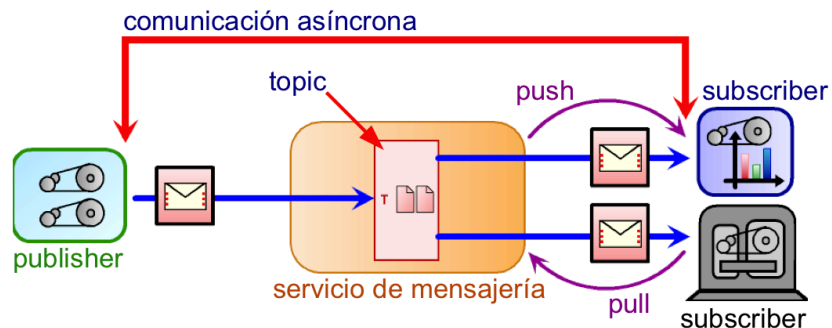 comunicación asíncrona
topic
push
subscriber
T
publisher
servicio de mensajería
pull
subscriber